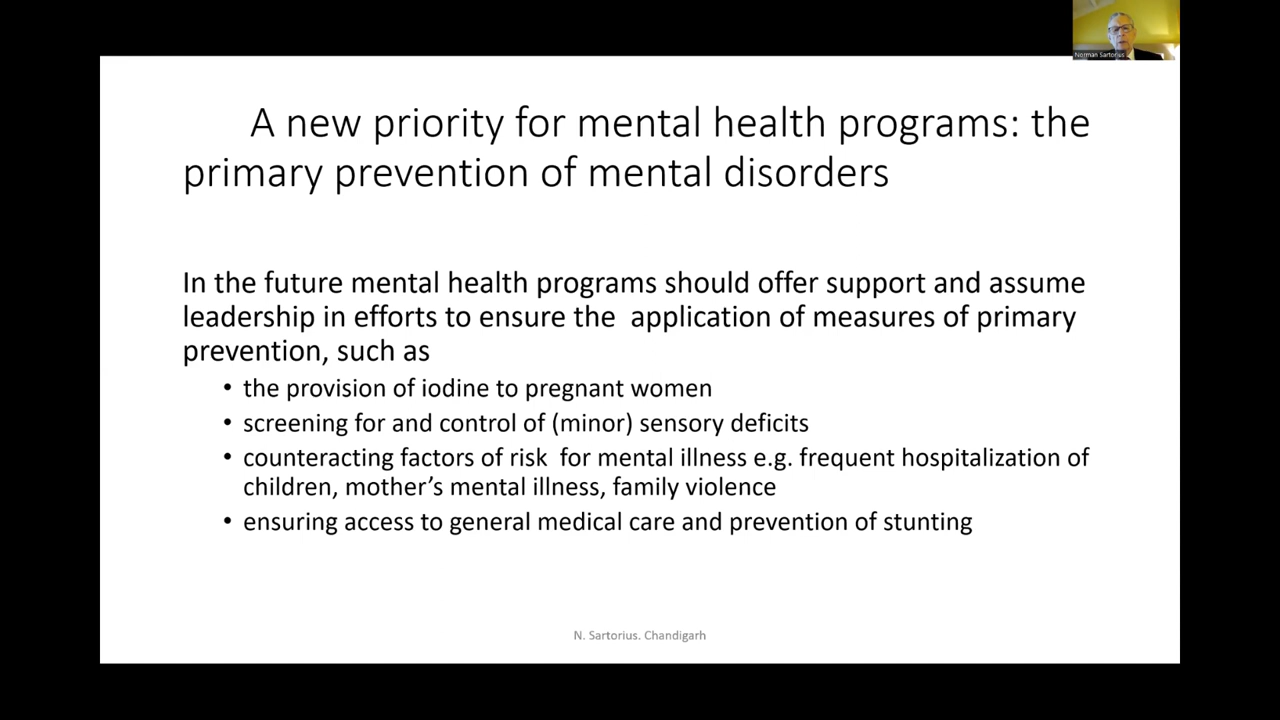 Norman Sartorius
A new priority for mental health programs: the
primary prevention of mental disorders
In the future mental health programs should offer support and assume
leadership in efforts to ensure the application of measures of primary
prevention, such as
• the provision of iodine to pregnant women
• screening for and control of (minor) sensory deficits
• counteracting factors of risk for mental illness e.g. frequent hospitalization of
children, mother's mental illness, family violence
• ensuring access to general medical care and prevention of stunting
N. Sartorius. Chandigarh